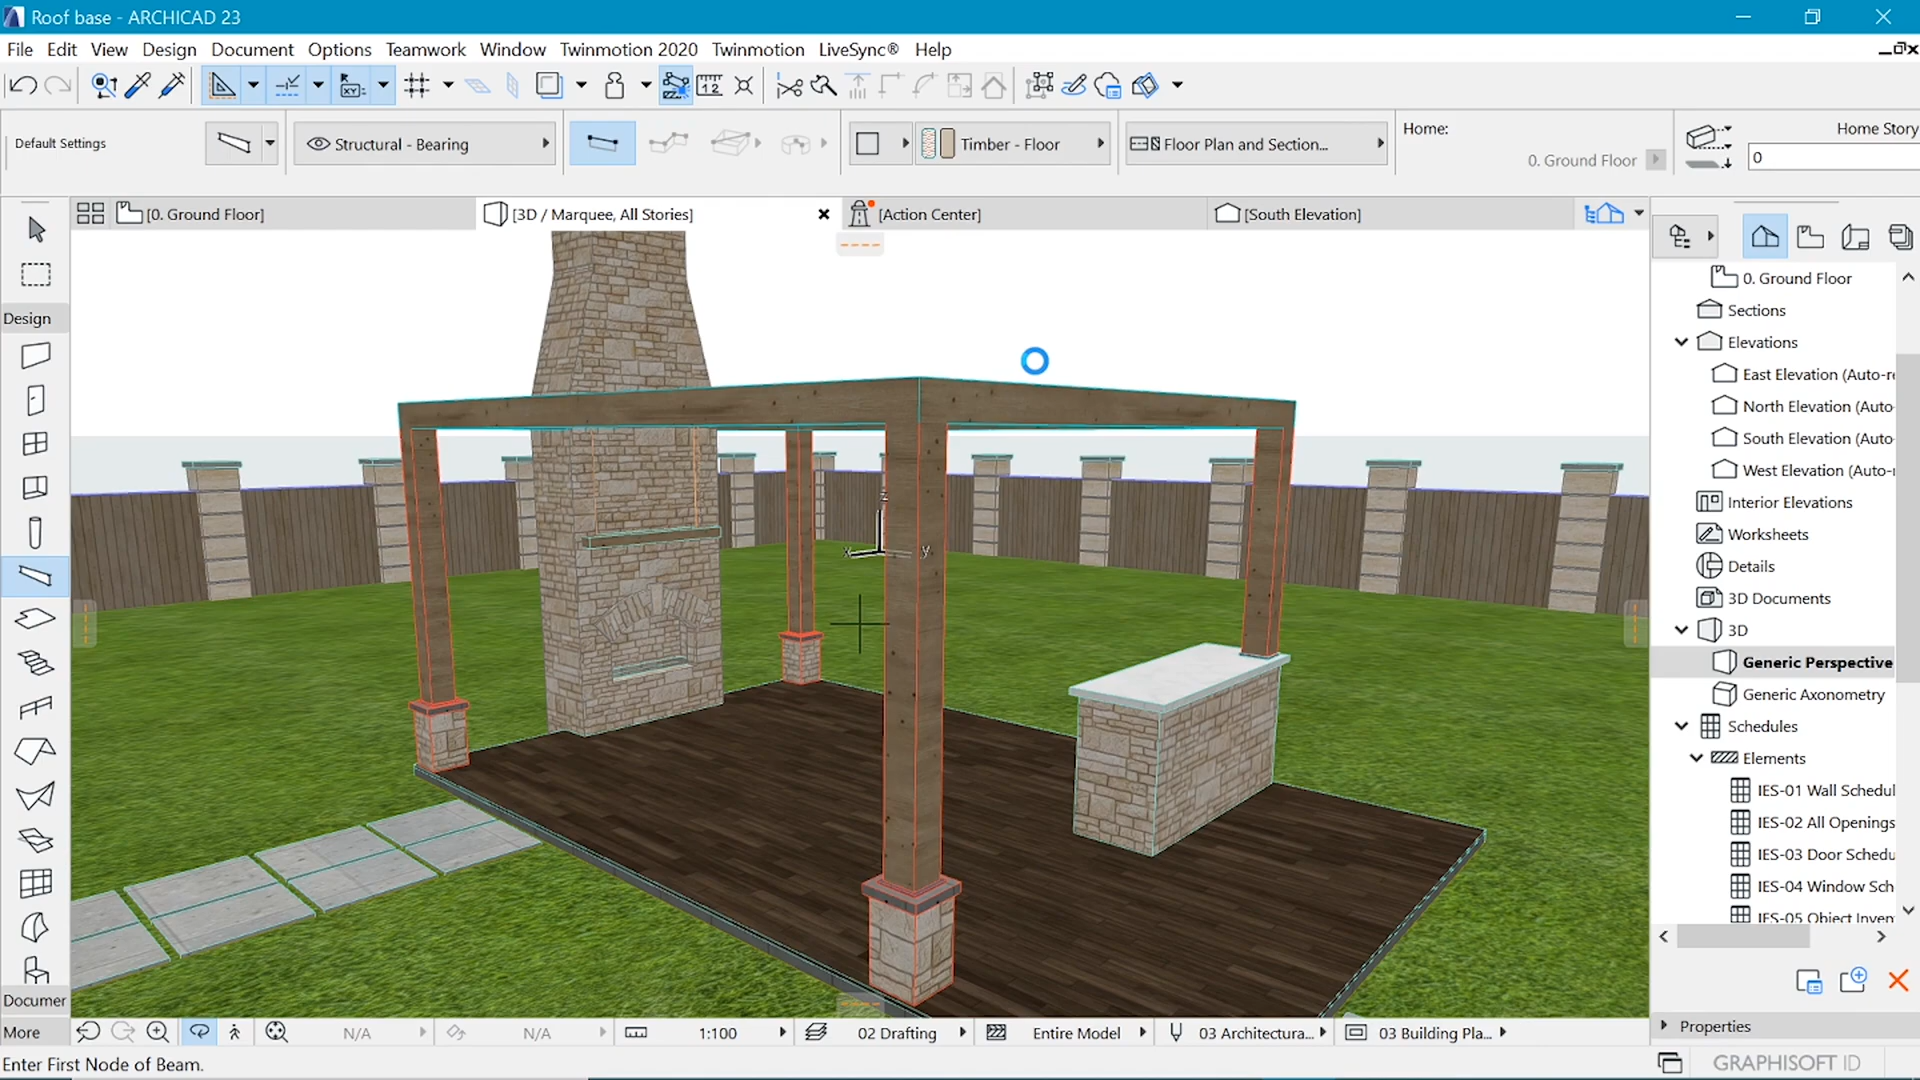 Roof base - ARCHICAD 23
File Edit View Design Document Options Teamwork Window Twinmotion 2020 Twinmotion LiveSync® Help
Default Settings
Structural - Bearing
Timber - Floor
Floor Plan and Section...
Home:
0. Ground Floor
Home Story
0
[0. Ground Floor]
[3D / Marquee, All Stories]
[Action Center]
[South Elevation]
Design
0. Ground Floor
Sections
Elevations
East Elevation (Auto-re
North Elevation (Auto
South Elevation (Auto
West Elevation (Auto-r
Interior Elevations
Worksheets
Details
3D Documents
3D
Generic Perspective
Generic Axonometry
Schedules
Elements
IES-01 Wall Schedul
IES-02 All Openings
IES-03 Door Schedu
IES-04 Window Sch
IES-05 Object Inven
z
x
y
Documer
More
N/A
N/A
1:100
02 Drafting
Entire Model
03 Architectura...
03 Building Pla...
Properties
Enter First Node of Beam.
GRAPHISOFT ID